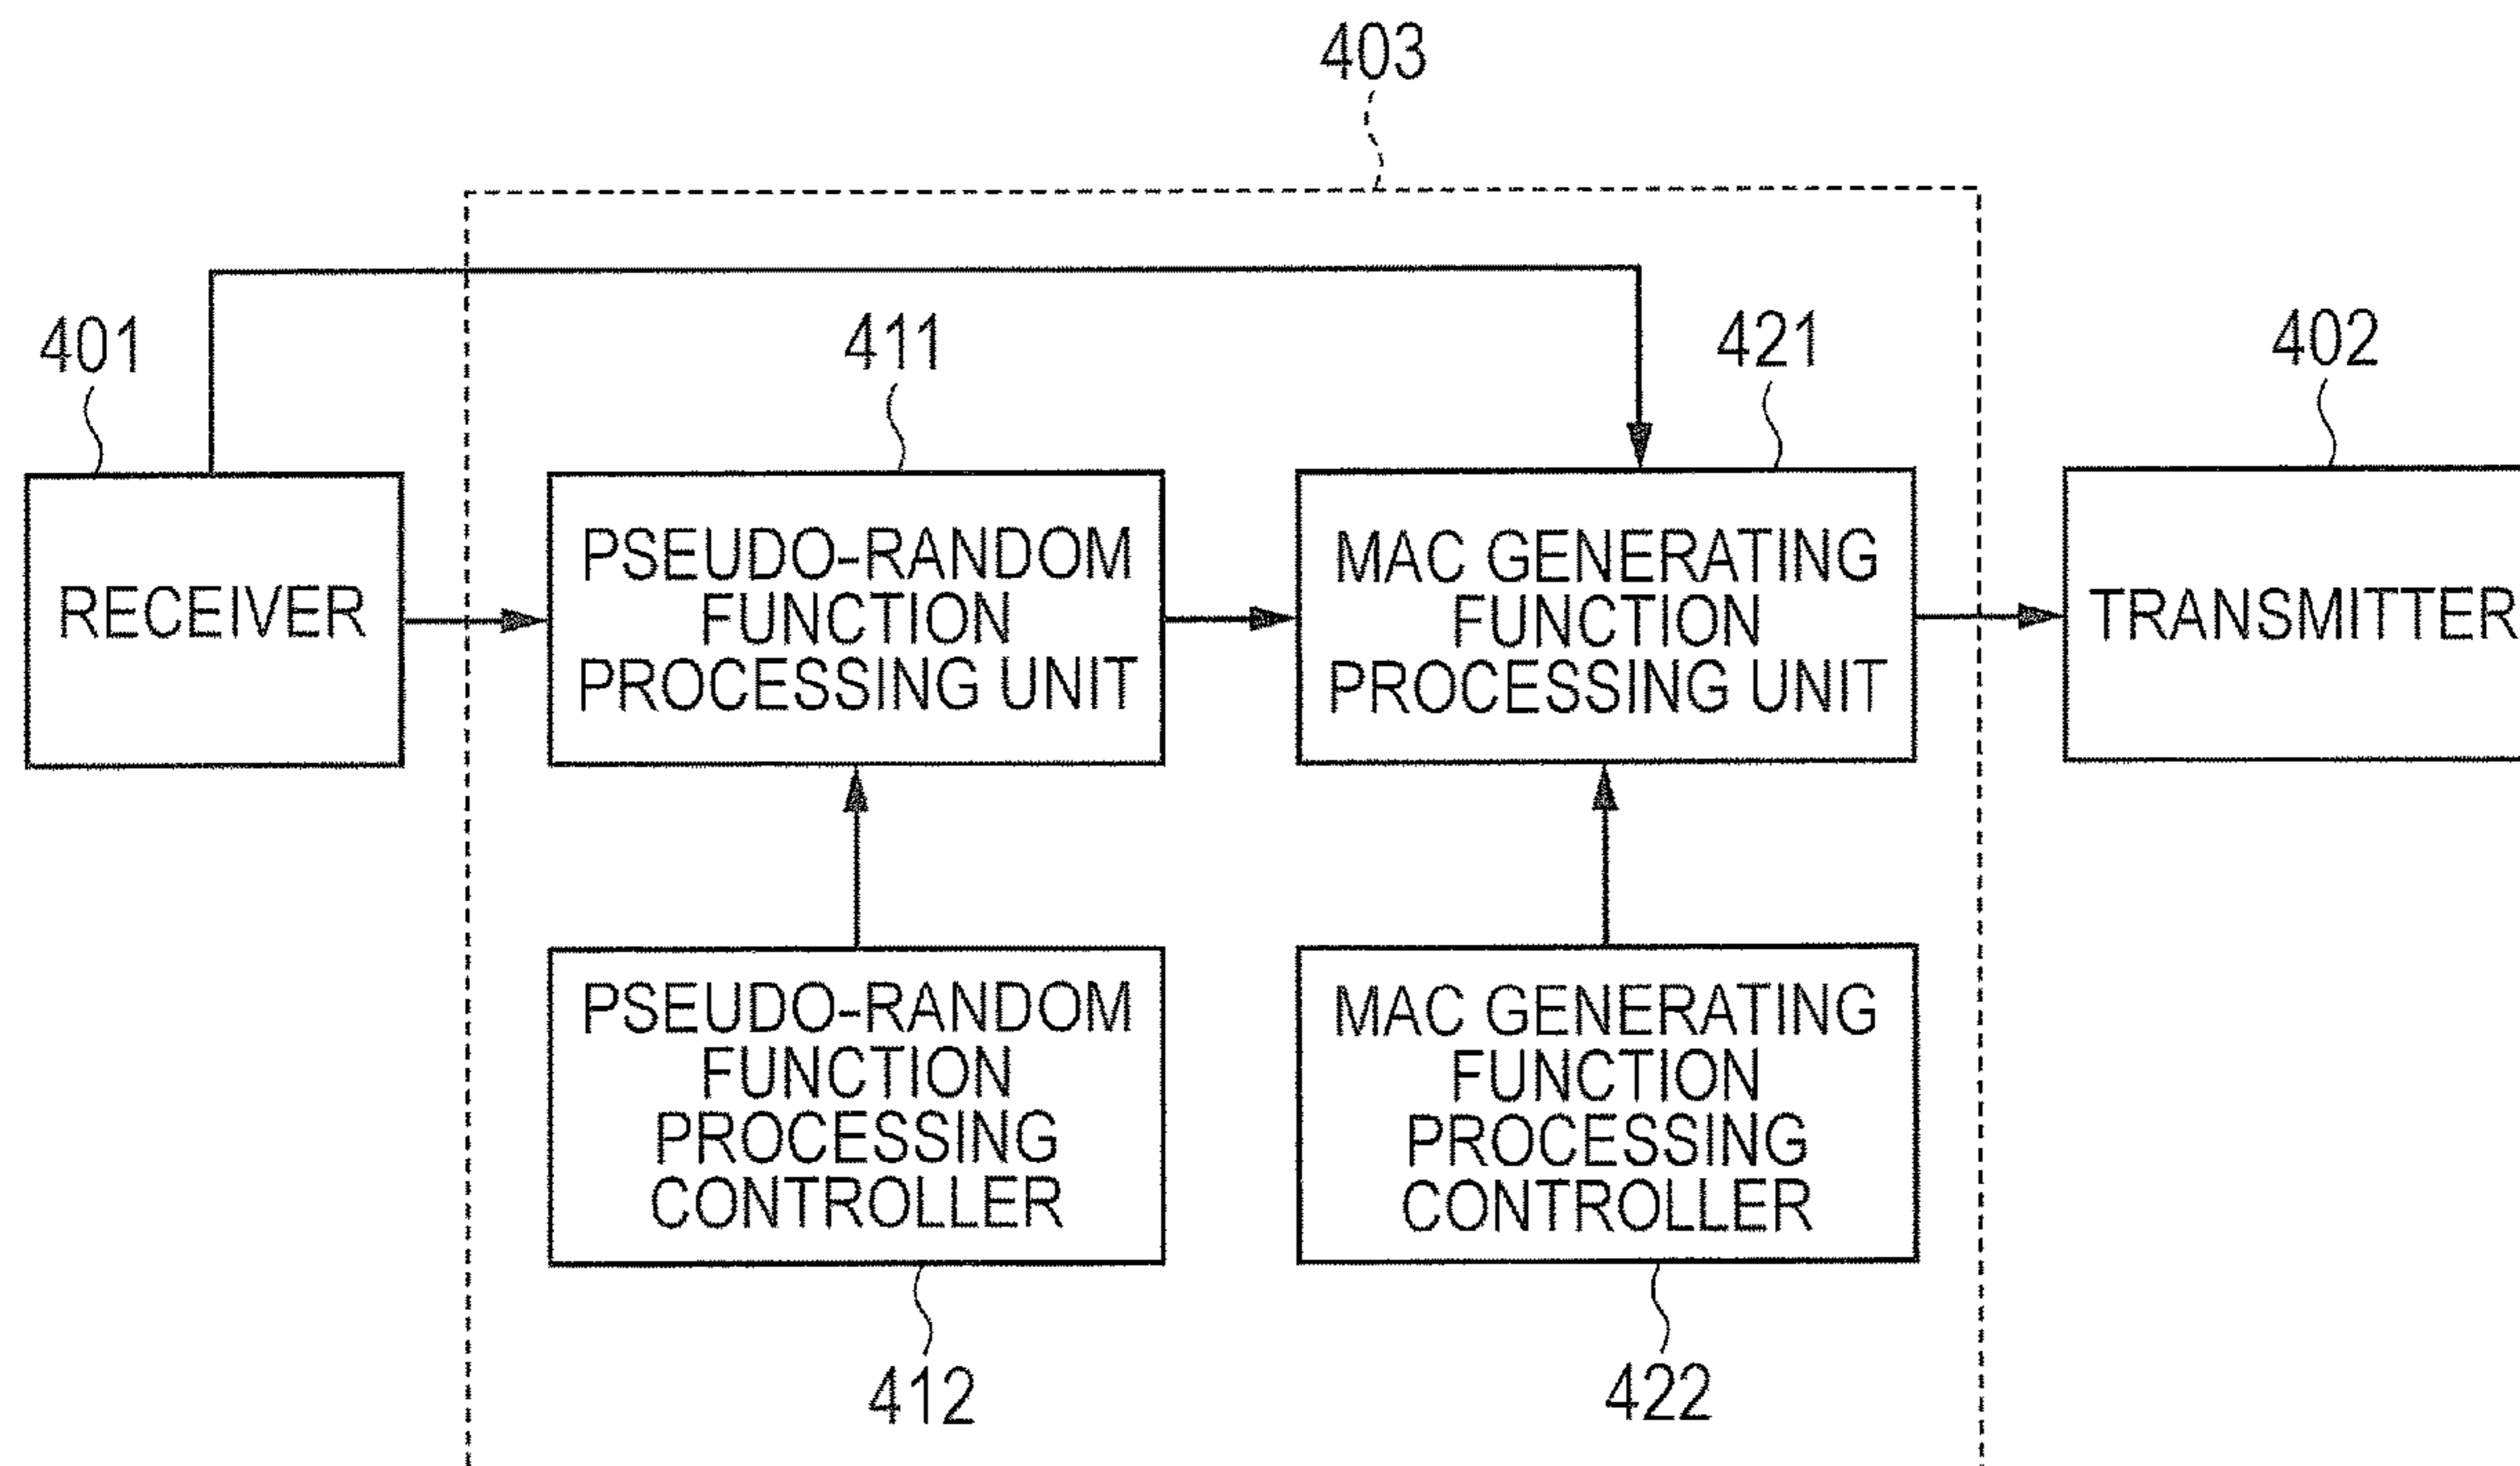 403
401
411
421
402
RECEIVER
PSEUDO-RANDOM
FUNCTION
PROCESSING UNIT
MAC GENERATING
FUNCTION
PROCESSING UNIT
TRANSMITTER
PSEUDO-RANDOM
FUNCTION
PROCESSING
CONTROLLER
MAC GENERATING
FUNCTION
PROCESSING
CONTROLLER
412
422